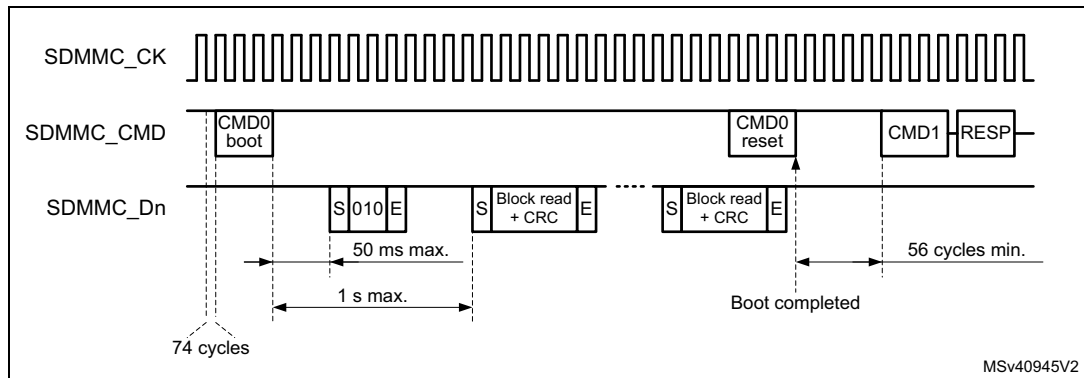 SDMMC_CK
SDMMC_CMD
CMD0
boot
CMD0
reset
CMD1
RESP
SDMMC_Dn
S
010
E
S
Block read
+ CRC
E
S
Block read
+ CRC
E
50 ms max.
56 cycles min.
1 s max.
Boot completed
74 cycles
MSv40945V2